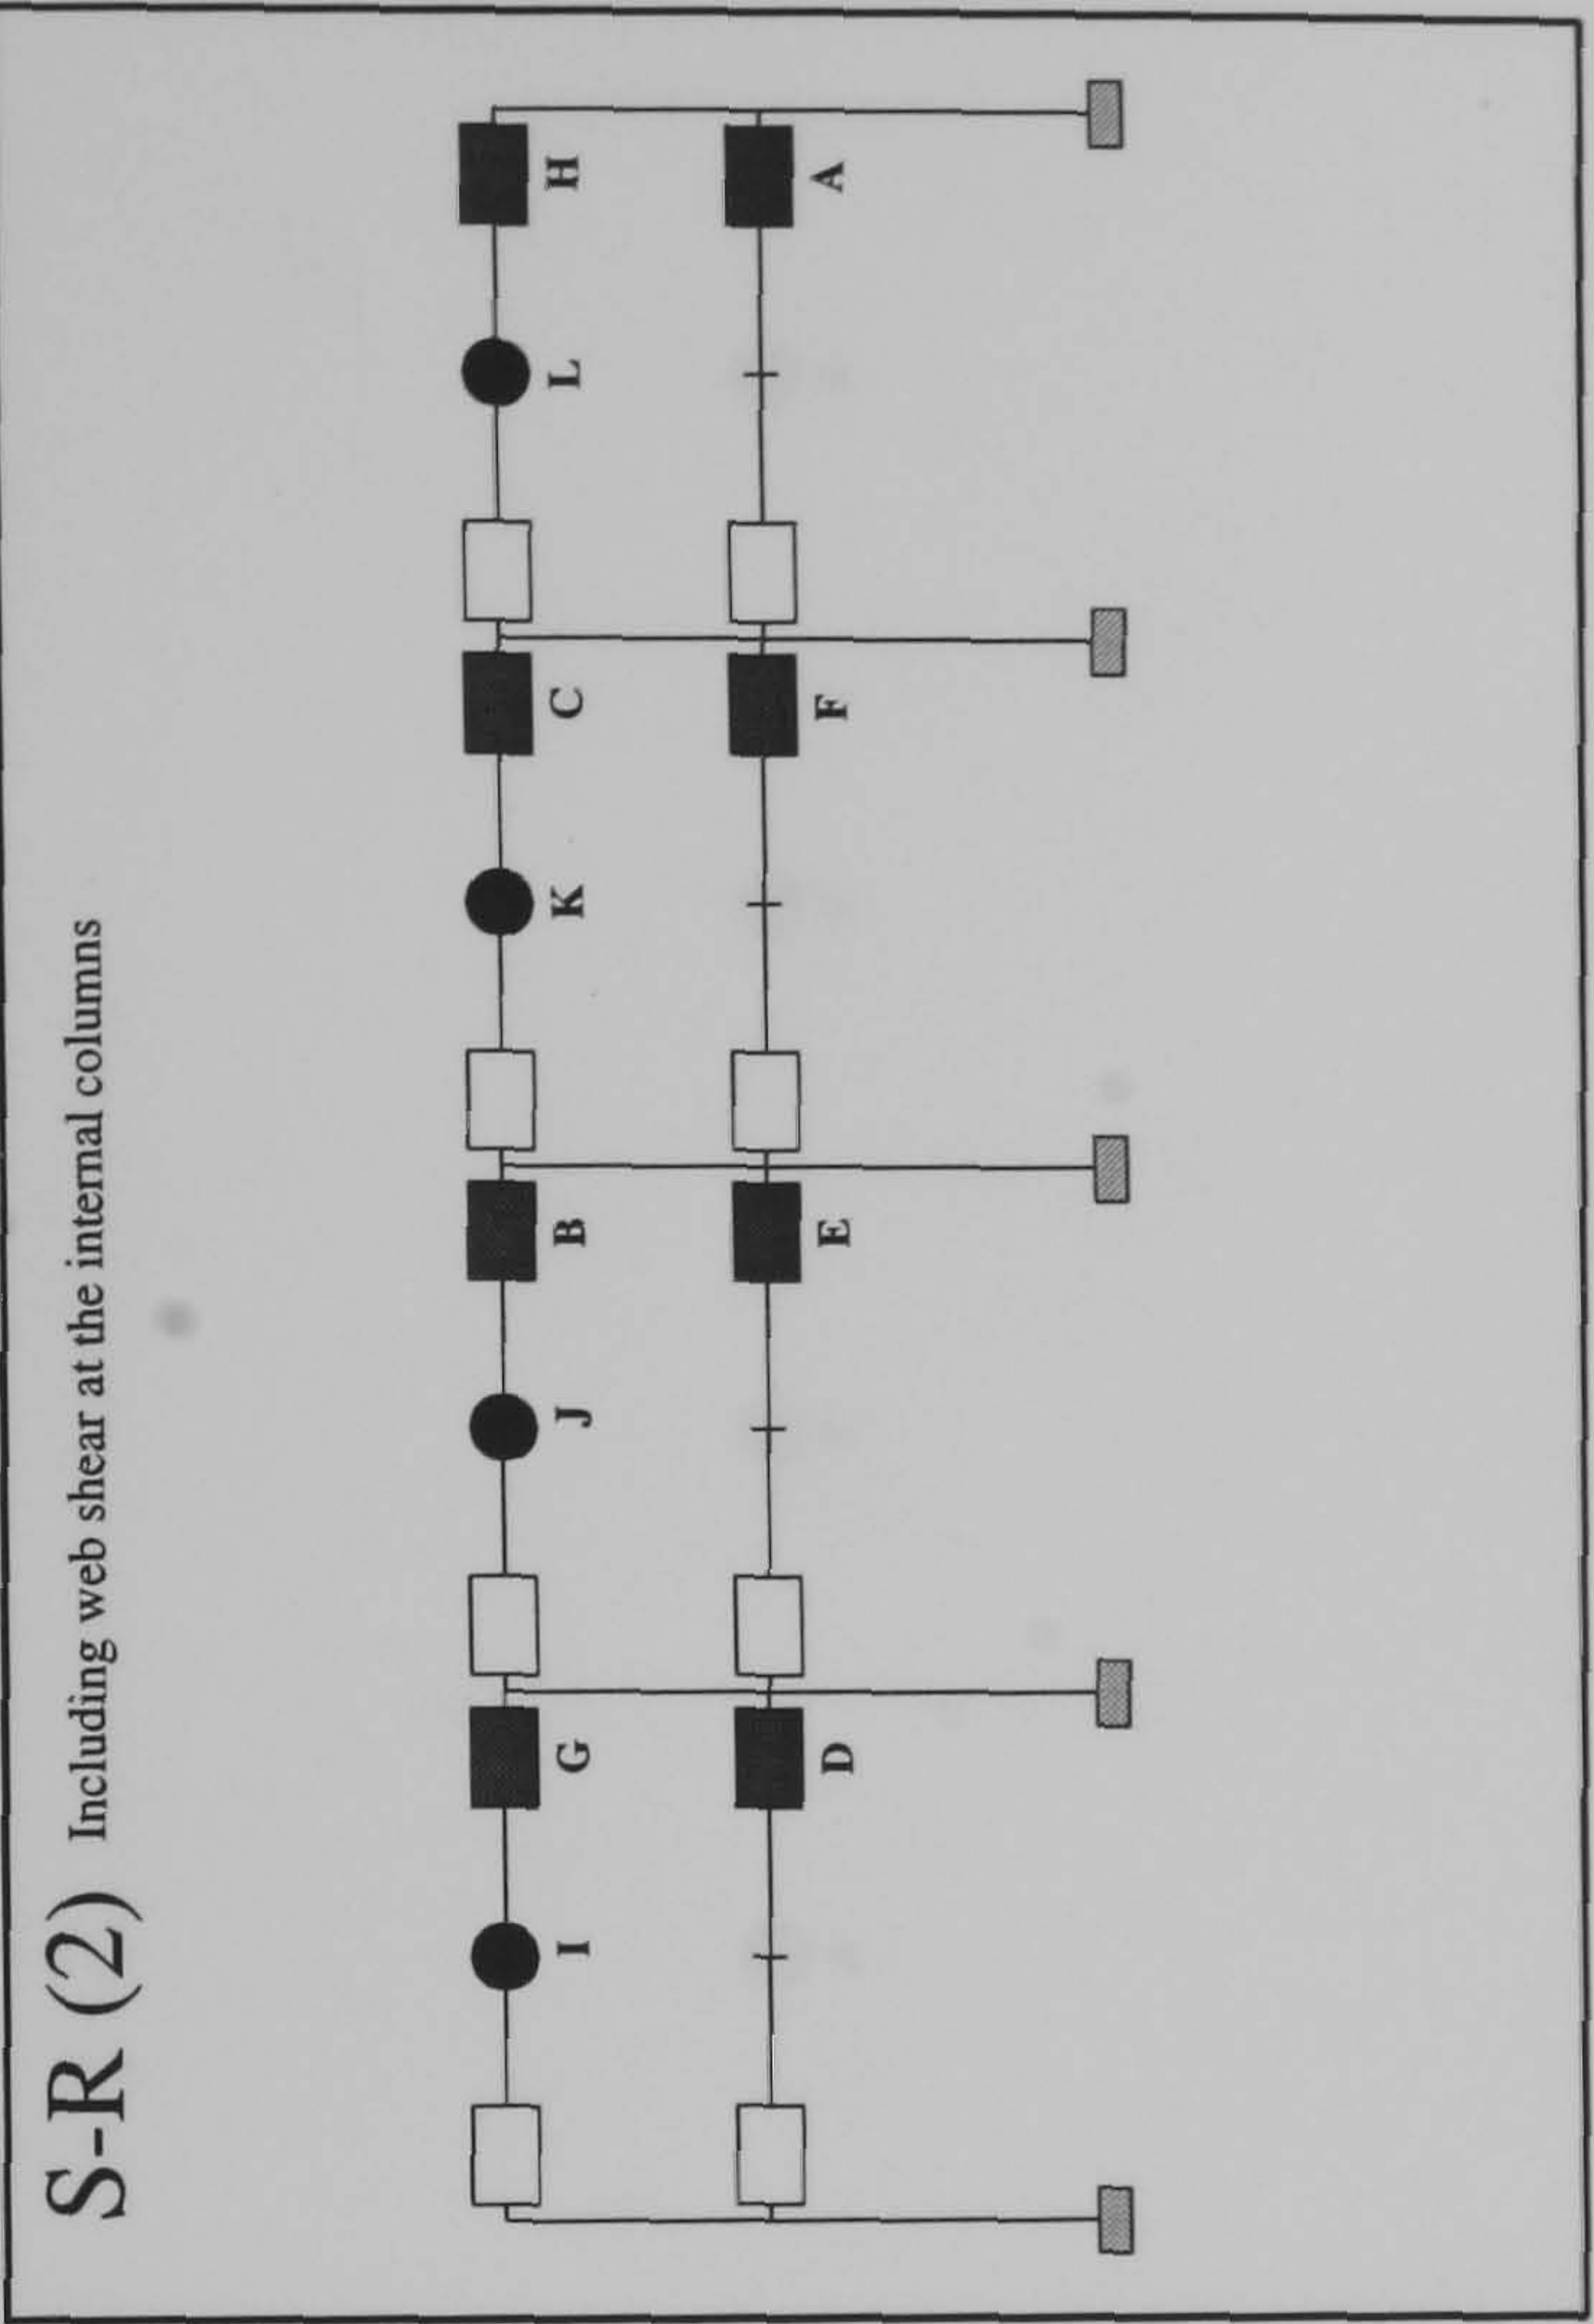 S-R (2) Including web shear at the internal columns
I G J B K C L H
D E F A